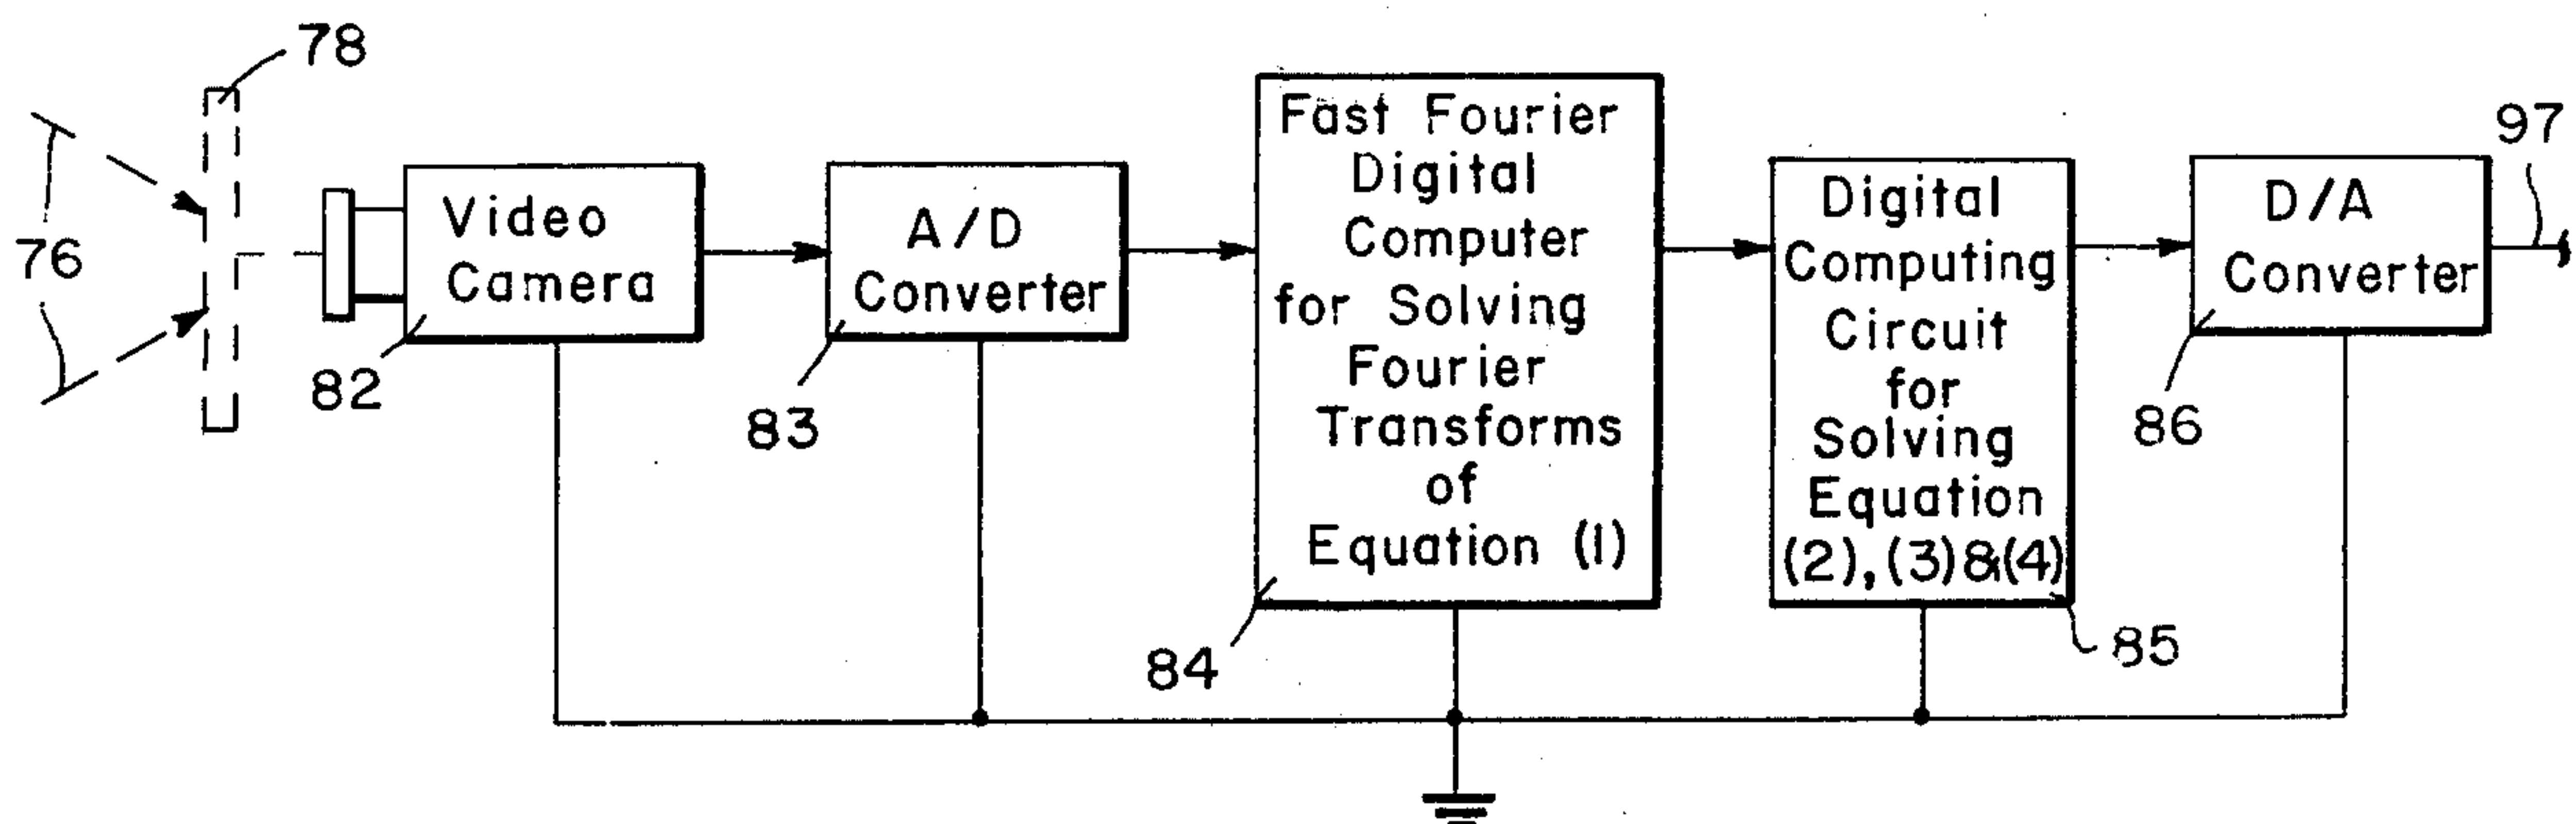 78
76
Video
Camera
82
A/D
Converter
83
Fast Fourier
Digital
Computer
for Solving
Fourier
Transforms
of
Equation (1)
84
Digital
Computing
Circuit
for
Solving
Equation
(2), (3) & (4)
85
D/A
Converter
86
97